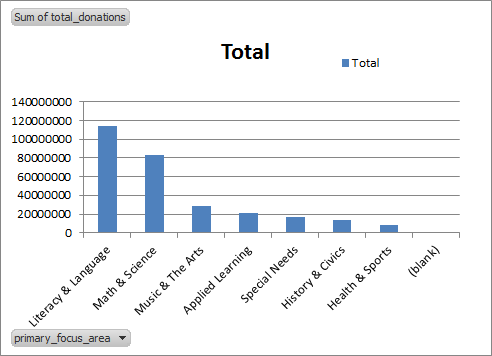 Sum of total_donations
Total
Total
140000000
120000000
100000000
80000000
60000000
40000000
20000000
0
Literacy & Language
Math & Science
Music & The Arts
Applied Learning
Special Needs
History & Civics
Health & Sports
(blank)
primary_focus_area